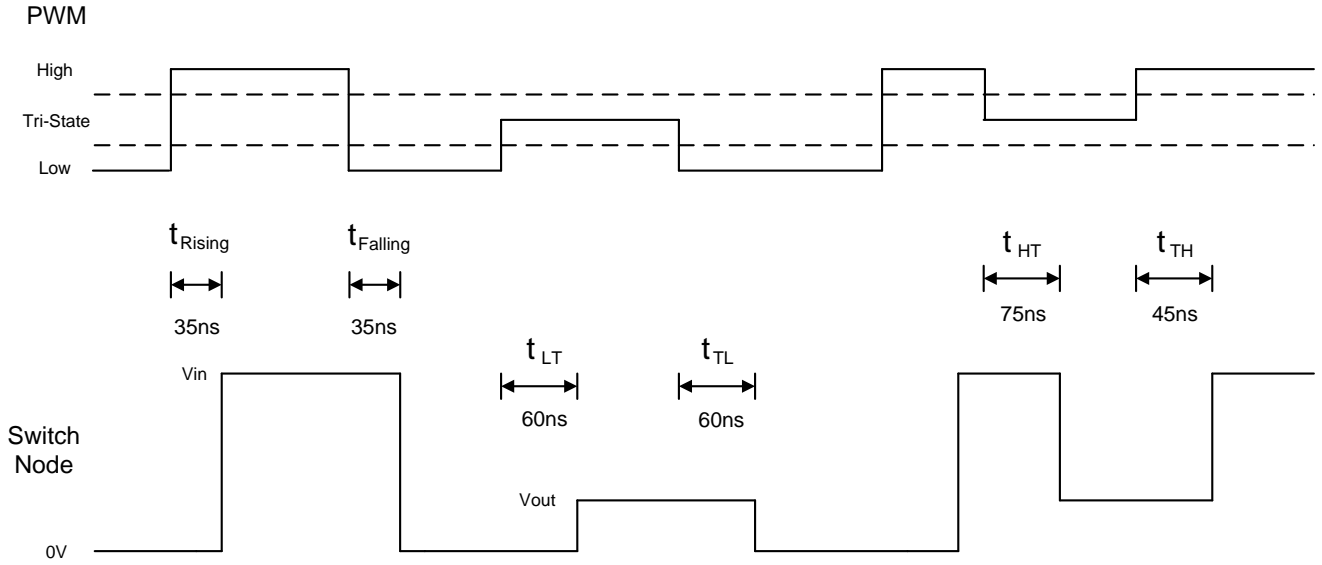 PWM
High
Tri-State
Low
tRising
tFalling
tHT
tTH
35ns
35ns
75ns
45ns
tLT
tTL
Vin
60ns
60ns
Switch
Node
Vout
0V